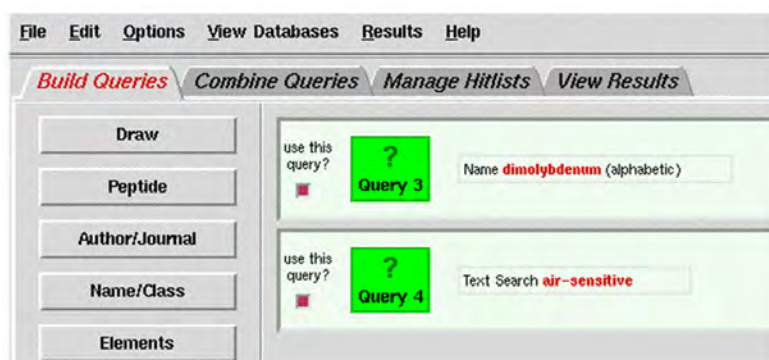 File Edit Options View Databases Results Help
Build Queries Combine Queries Manage Hitlists View Results
Draw
Peptide
Author/Journal
Name/Class
Elements
use this
query?
?
Query 3
Name dimolybdenum (alphabetic)
use this
query?
?
Query 4
Text Search air-sensitive